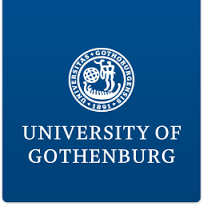 UNIVERSITAS • GOTHOBURGENSIS
1891
UNIVERSITY OF
GOTHENBURG